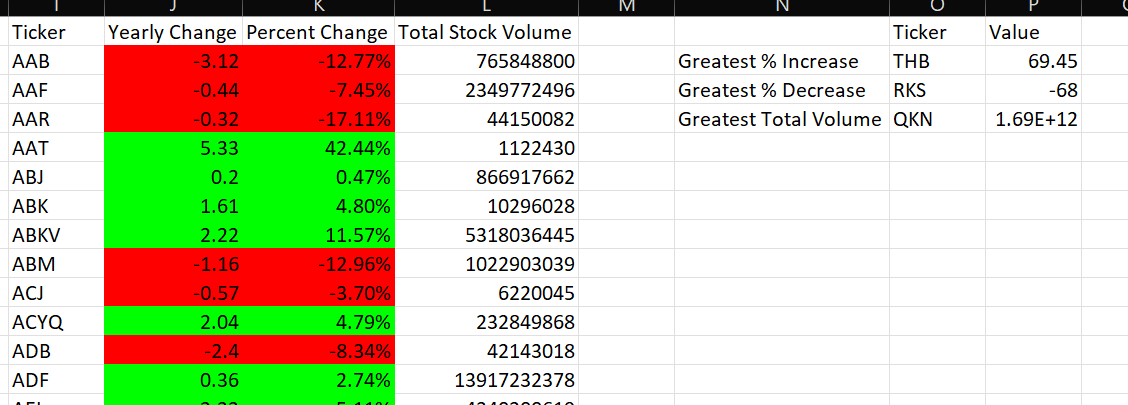 I J K L M N O P
Ticker Yearly Change Percent Change Total Stock Volume Ticker Value
AAB -3.12 -12.77% 765848800 Greatest % Increase THB 69.45
AAF -0.44 -7.45% 2349772496 Greatest % Decrease RKS -68
AAR -0.32 -17.11% 44150082 Greatest Total Volume QKN 1.69E+12
AAT 5.33 42.44% 1122430
ABJ 0.2 0.47% 866917662
ABK 1.61 4.80% 10296028
ABKV 2.22 11.57% 5318036445
ABM -1.16 -12.96% 1022903039
ACJ -0.57 -3.70% 6220045
ACYQ 2.04 4.79% 232849868
ADB -2.4 -8.34% 42143018
ADF 0.36 2.74% 13917232378